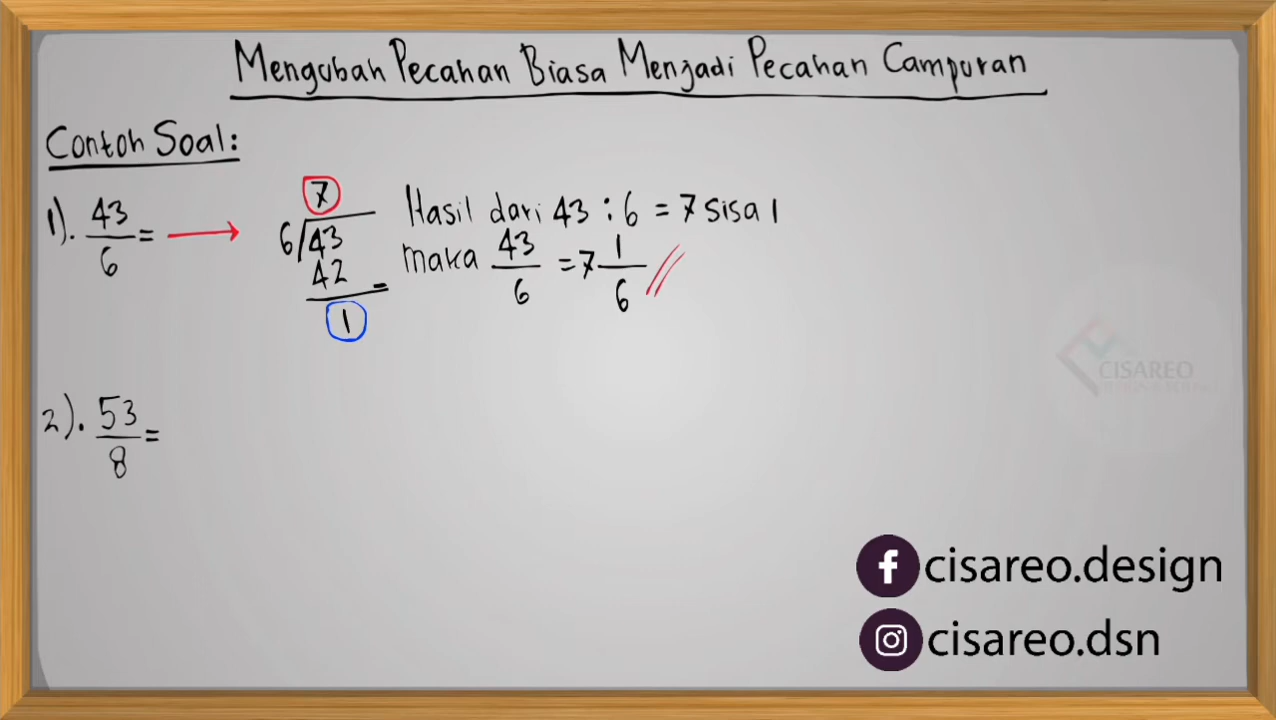 Mengubah Pecahan Biasa Menjadi Pecahan Campuran
Contoh Soal:
1). 43/6 =
7
6/43
42 -
1
Hasil dari 43 : 6 = 7 sisa 1
maka 43/6 = 7 1/6 //
2). 53/8 =
CISAREO
cisareo.design
cisareo.dsn